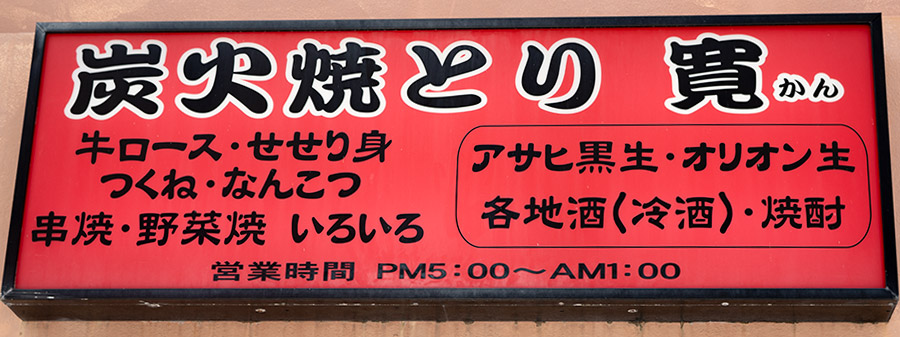 炭火焼とり 寛 かん
牛ロース・せせり身
つくね・なんこつ
串焼・野菜焼 いろいろ
アサヒ黒生・オリオン生
各地酒(冷酒)・焼酎
営業時間 PM5:00〜AM1:00